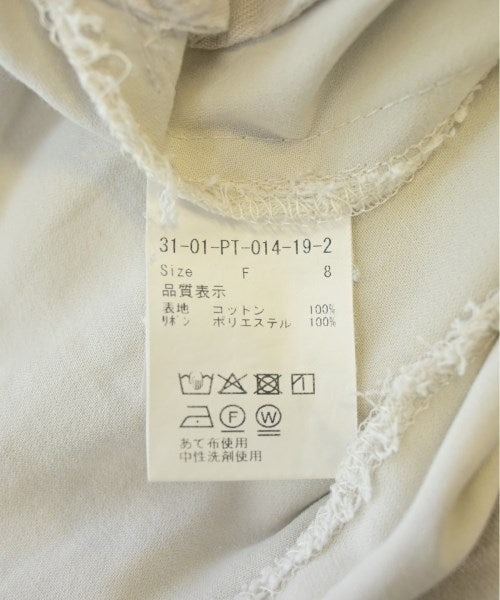 31-01-PT-014-19-2
Size F 8
品質表示
表地 コットン 100%
リボン ポリエステル 100%
F W
あて布使用
中性洗剤使用